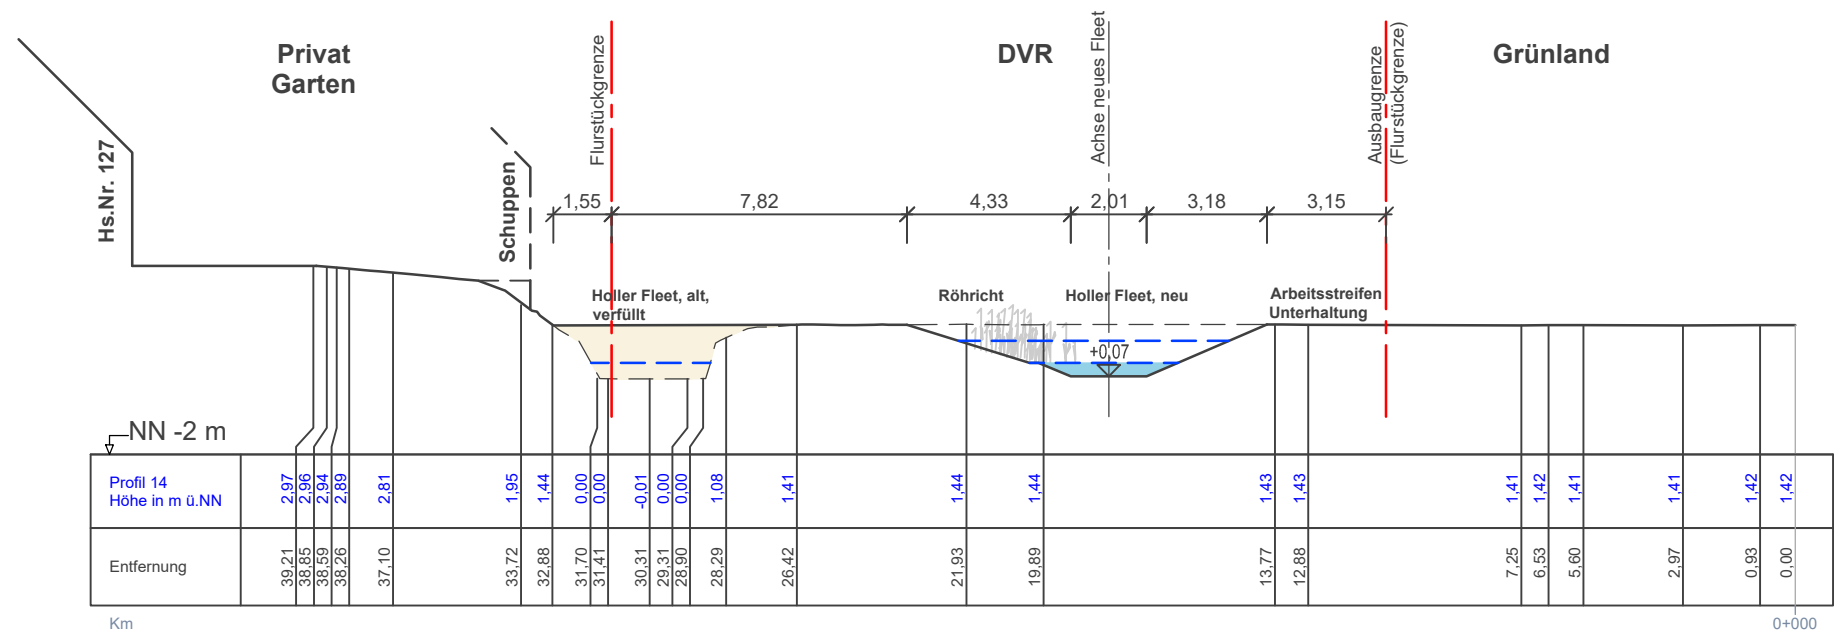 Privat
Garten
DVR
Grünland
Hs.Nr. 127
Schuppen
Flurstückgrenze
Achse neues Fleet
Ausbaugrenze
(Flurstückgrenze)
1,55
7,82
4,33
2,01
3,18
3,15
Holler Fleet, alt,
verfüllt
Röhricht
Holler Fleet, neu
Arbeitsstreifen
Unterhaltung
+0,07
NN -2 m
Profil 14
Höhe in m ü.NN
2,97
2,96
2,94
2,89
2,81
1,95
1,44
0,00
0,00
-0,01
0,00
0,00
1,08
1,41
1,44
1,44
1,43
1,43
1,41
1,42
1,41
1,41
1,42
1,42
Entfernung
39,21
38,85
38,59
38,26
37,10
33,72
32,88
31,70
31,41
30,31
29,31
28,90
28,29
26,42
21,93
19,89
13,77
12,88
7,25
6,53
5,60
2,97
0,93
0,00
Km
0+000